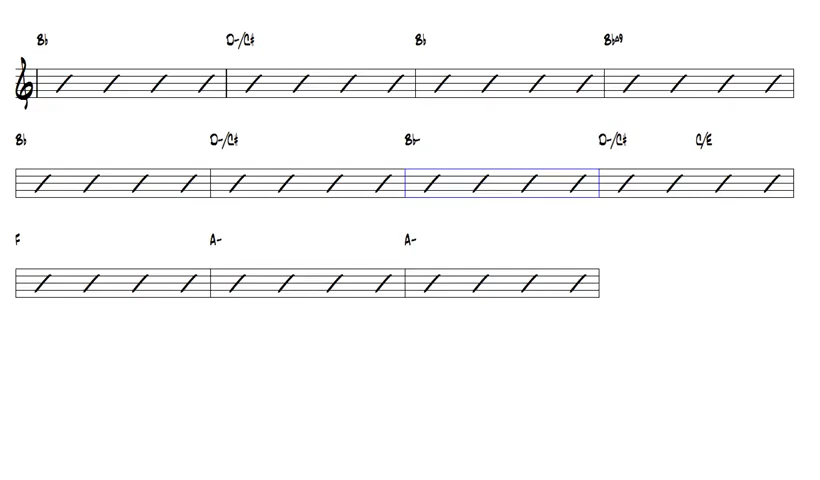 B♭ D-/C♯ B♭ B♭△9
B♭ D-/C♯ B♭- D-/C♯ C/E
F A- A-